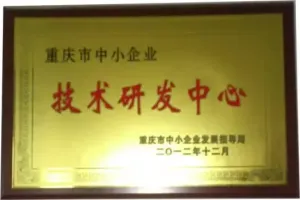 重庆市中小企业
技术研发中心
重庆市中小企业发展指导局
二〇一二年十二月